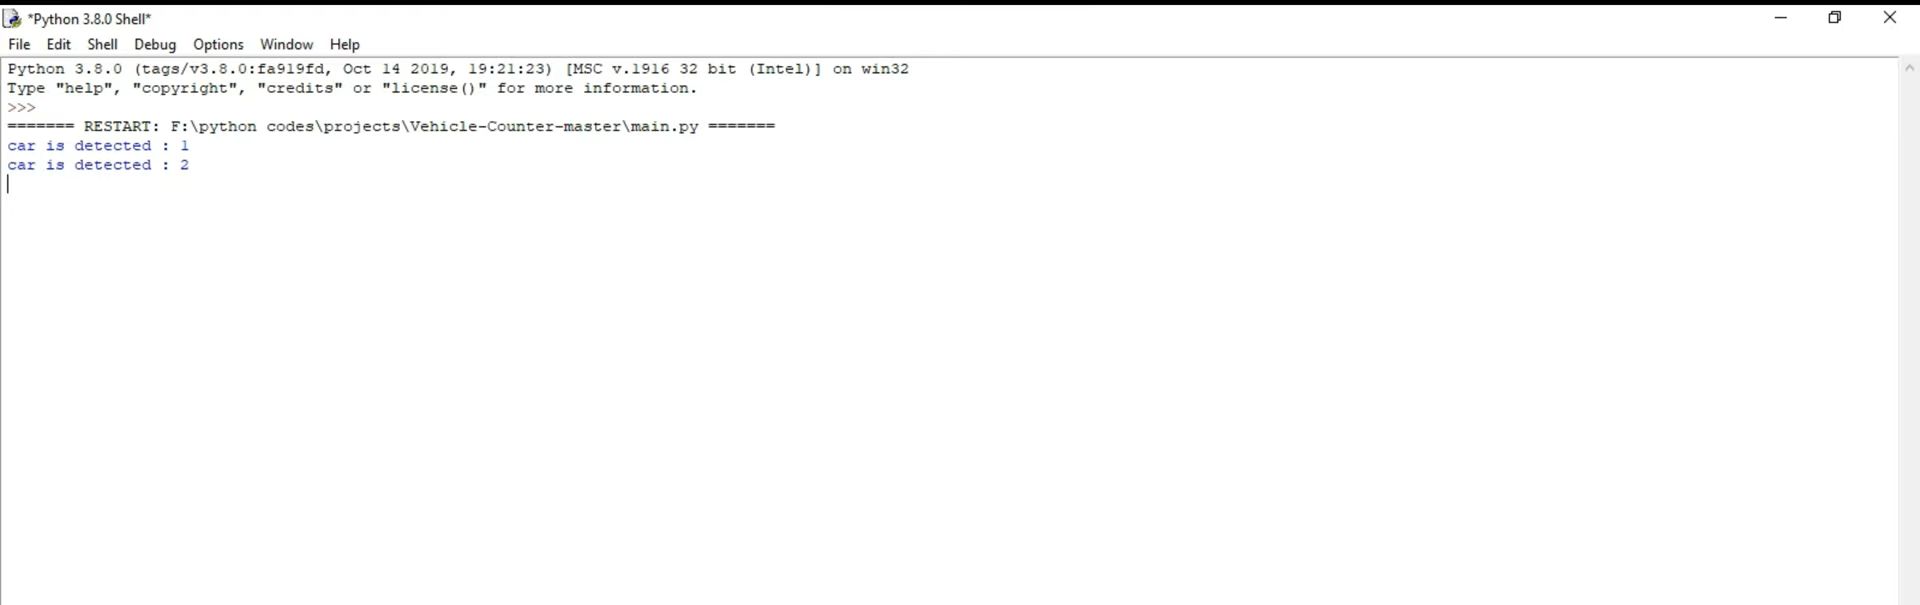 *Python 3.8.0 Shell*
File Edit Shell Debug Options Window Help
Python 3.8.0 (tags/v3.8.0:fa919fd, Oct 14 2019, 19:21:23) [MSC v.1916 32 bit (Intel)] on win32
Type "help", "copyright", "credits" or "license()" for more information.
>>>
======= RESTART: F:\python codes\projects\Vehicle-Counter-master\main.py =======
car is detected : 1
car is detected : 2